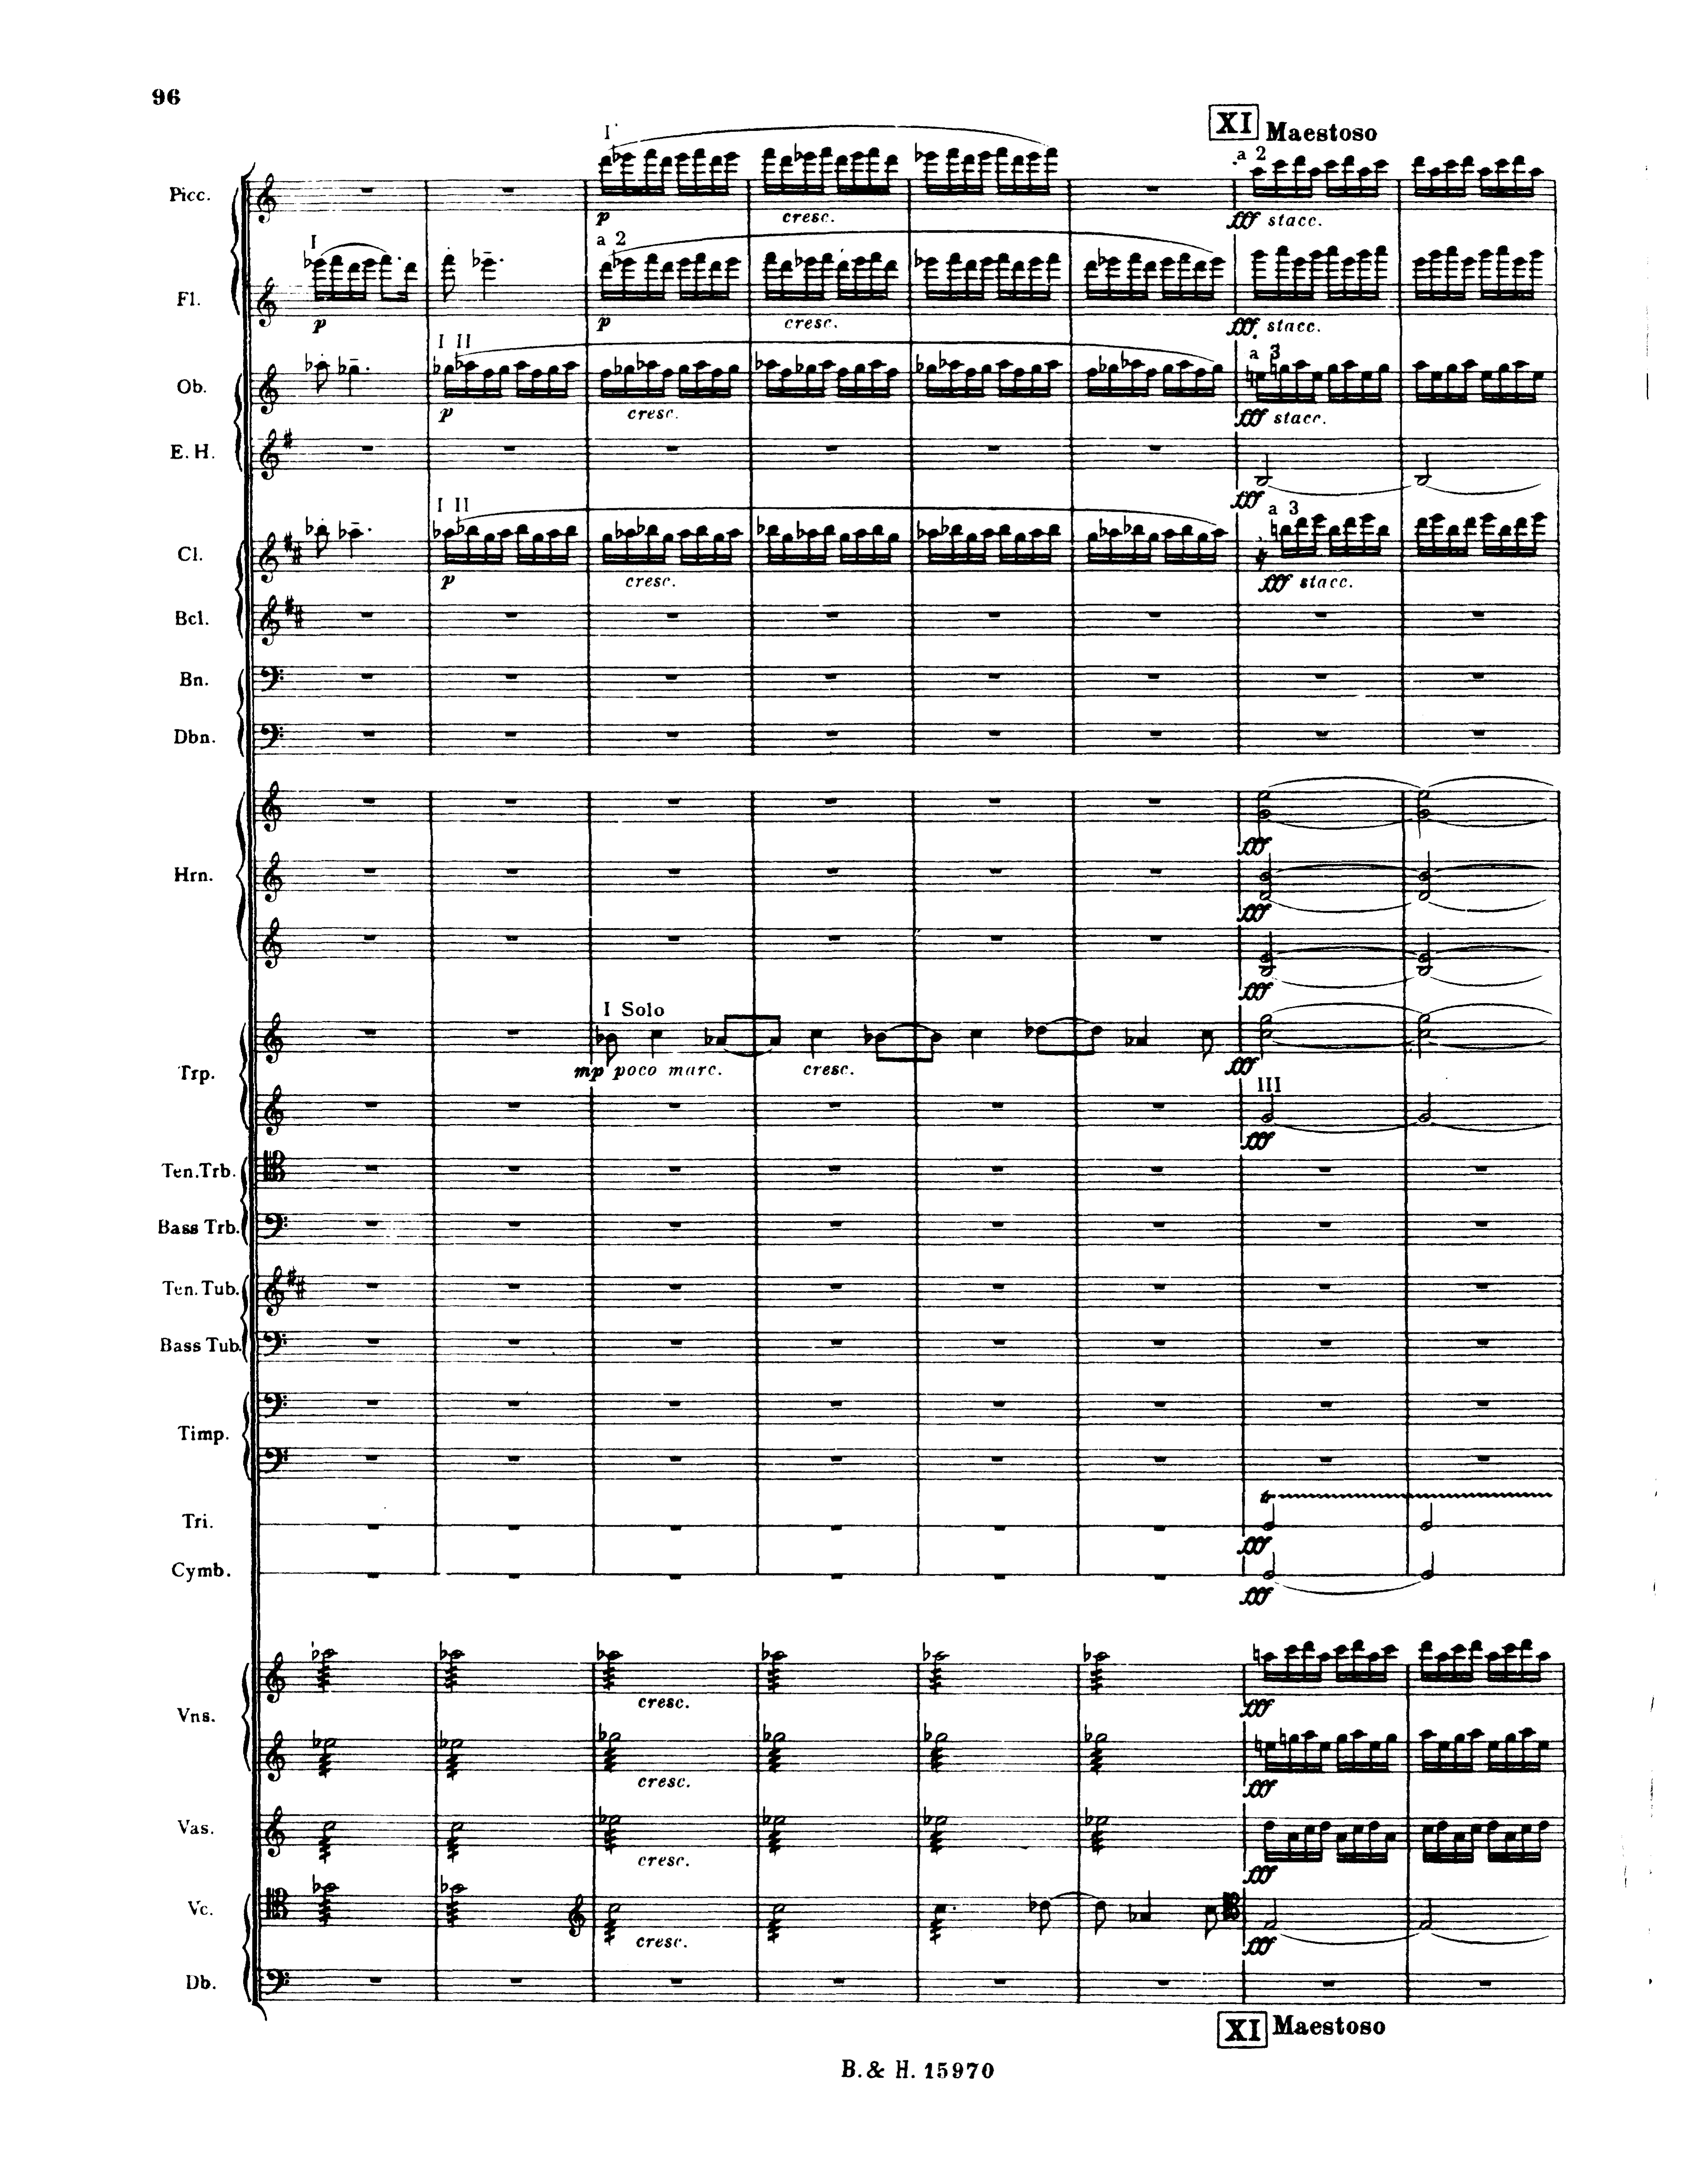 96
XI Maestoso
I
a 2
Picc.
p cresc. fff stacc.
I a 2
Fl.
p p cresc. fff stacc.
I II a 3
Ob.
p cresc. fff stacc.
E. H.
fff
I II a 3
Cl.
p cresc. fff stacc.
Bcl.
Bn.
Dbn.
fff
Hrn.
fff
fff
I Solo
mp poco marc. cresc. fff
Trp.
III
fff
Ten. Trb.
Bass Trb.
Ten. Tub.
Bass Tub.
Timp.
tr
Tri.
fff
Cymb.
fff
cresc. fff
Vns.
cresc. fff
Vas.
cresc. fff
Vc.
cresc. fff
Db.
XI Maestoso
B. & H. 15970